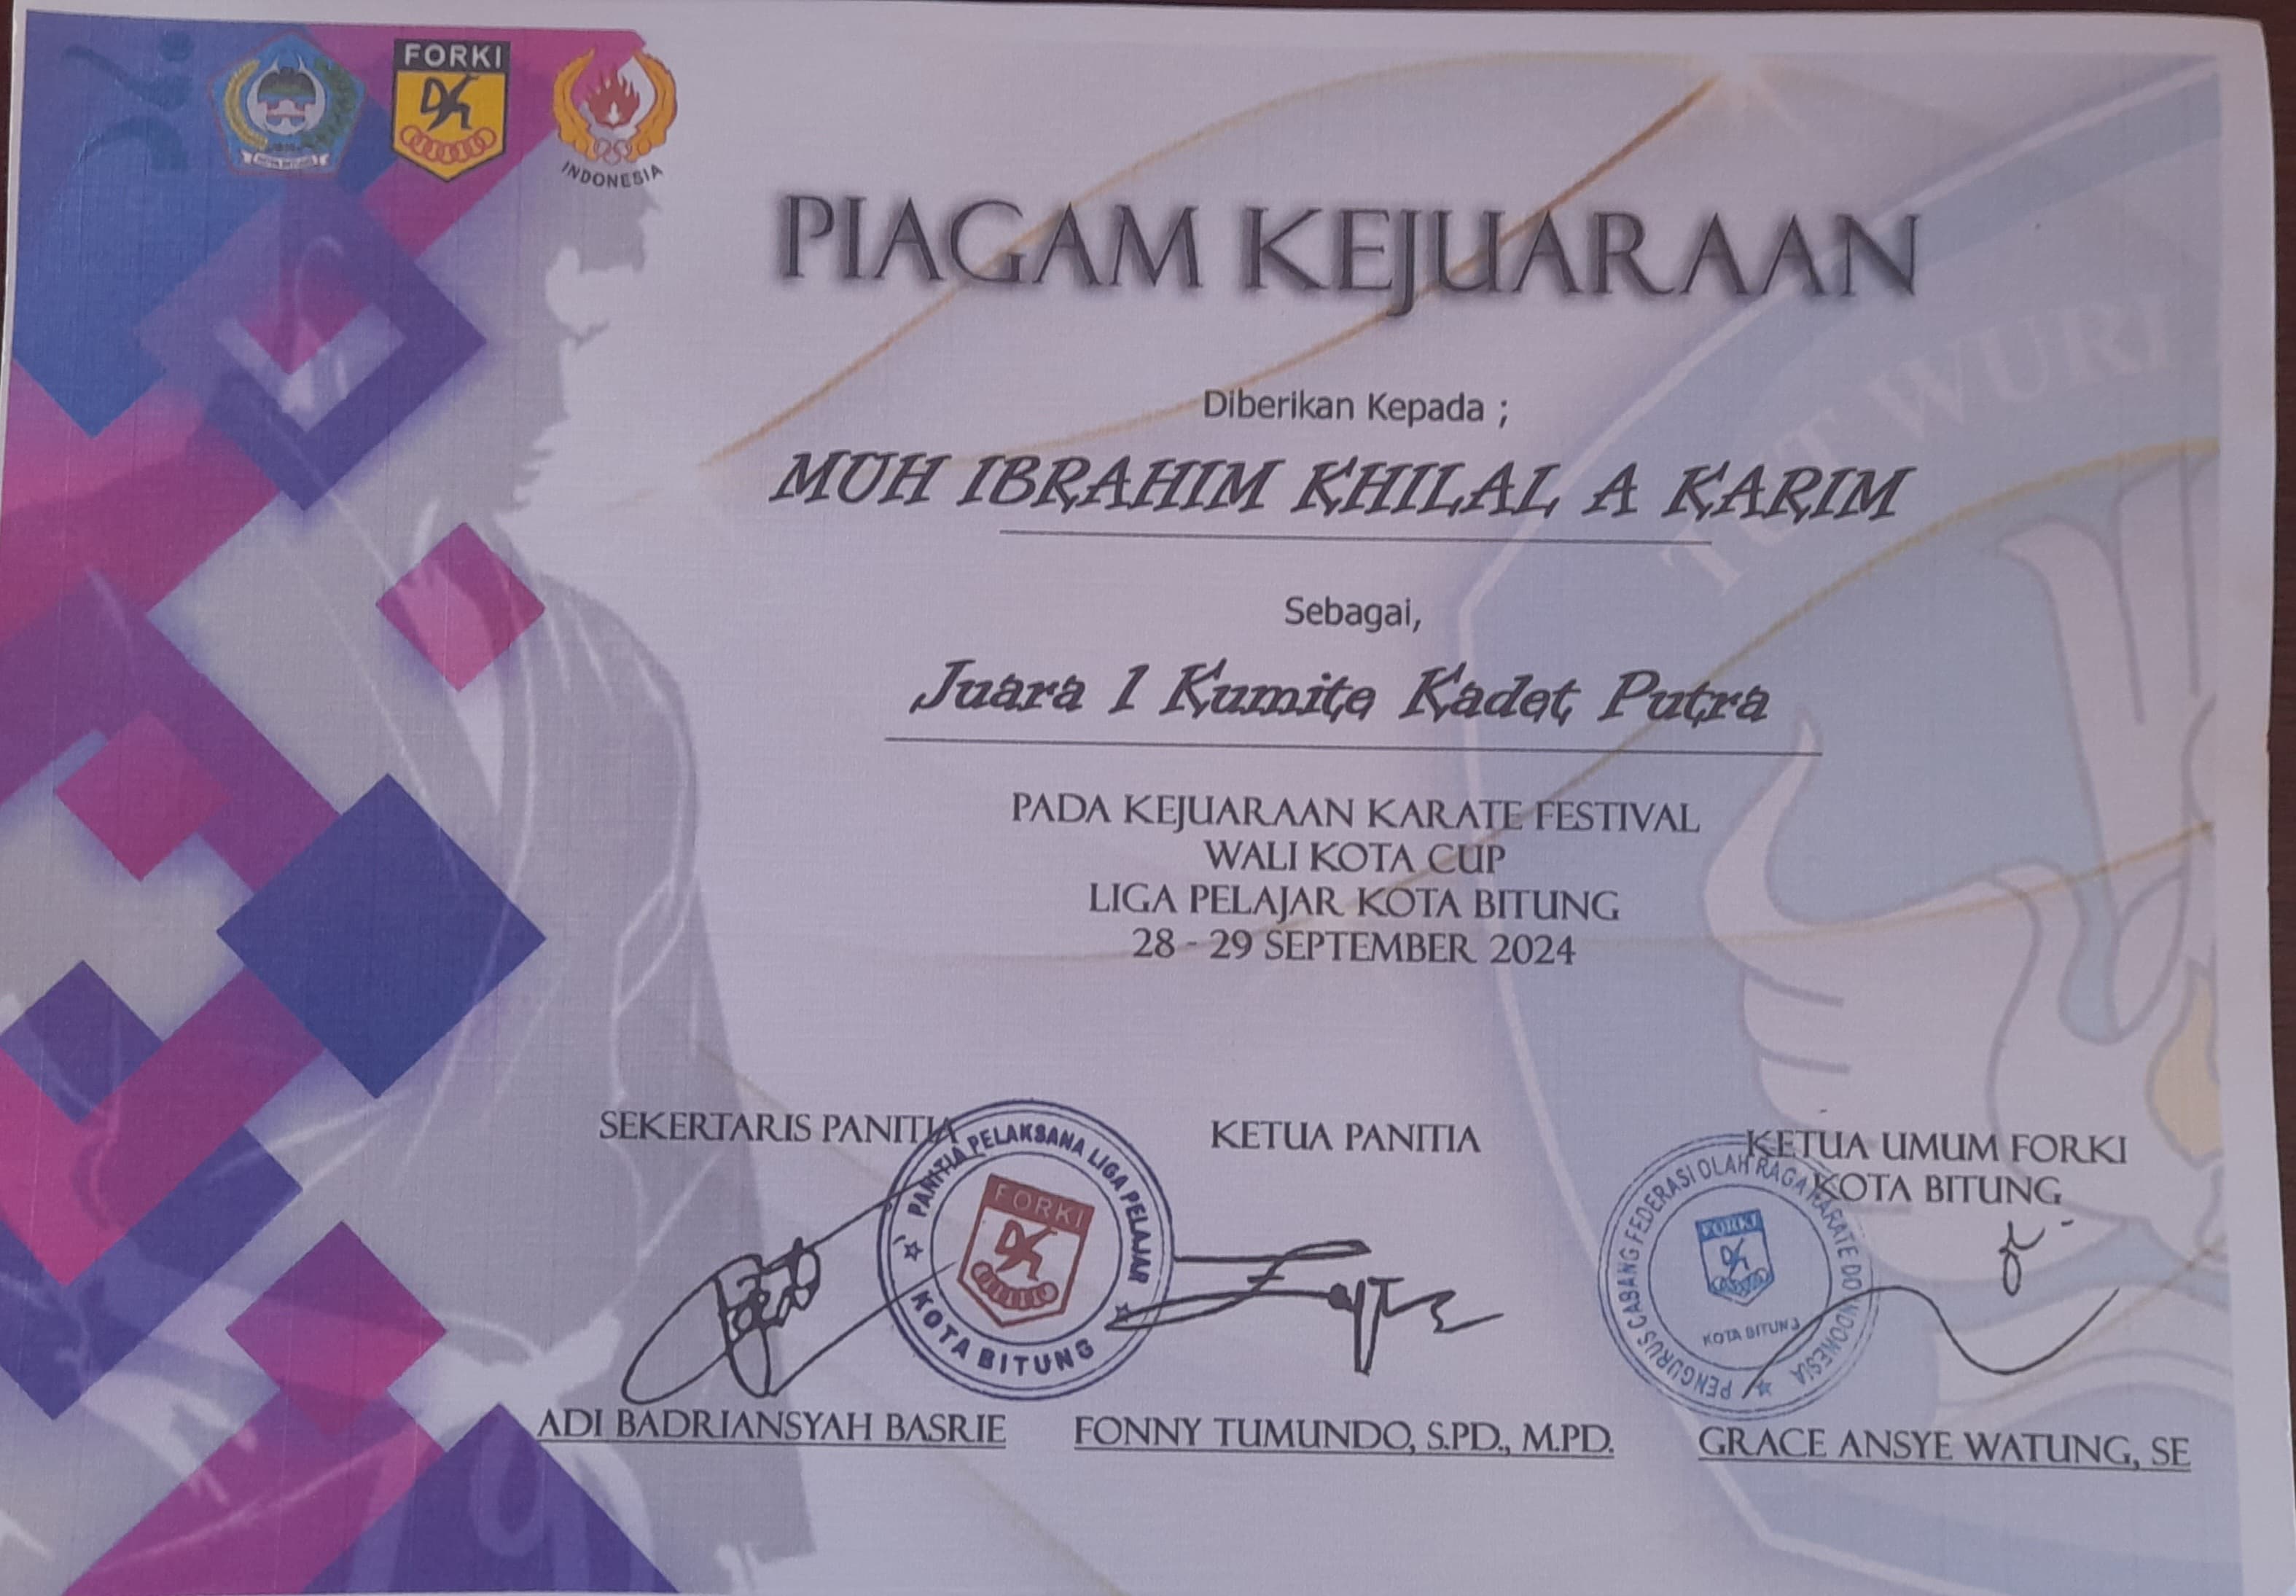 FORKI
INDONESIA
PIAGAM KEJUARAAN
Diberikan Kepada ;
MUH IBRAHIM KHILAL A KARIM
Sebagai,
Juara 1 Kumite Kadet Putra
PADA KEJUARAAN KARATE FESTIVAL
WALI KOTA CUP
LIGA PELAJAR KOTA BITUNG
28 - 29 SEPTEMBER 2024
TUT WURI
SEKERTARIS PANITIA
KETUA PANITIA
KETUA UMUM FORKI
KOTA BITUNG
PANITIA PELAKSANA LIGA PELAJAR
FORKI
KOTA BITUNG
PENGURUS CABANG FEDERASI OLAH RAGA KARATE DO INDONESIA
FORKI
KOTA BITUNG
ADI BADRIANSYAH BASRIE
FONNY TUMUNDO, S.PD., M.PD.
GRACE ANSYE WATUNG, SE